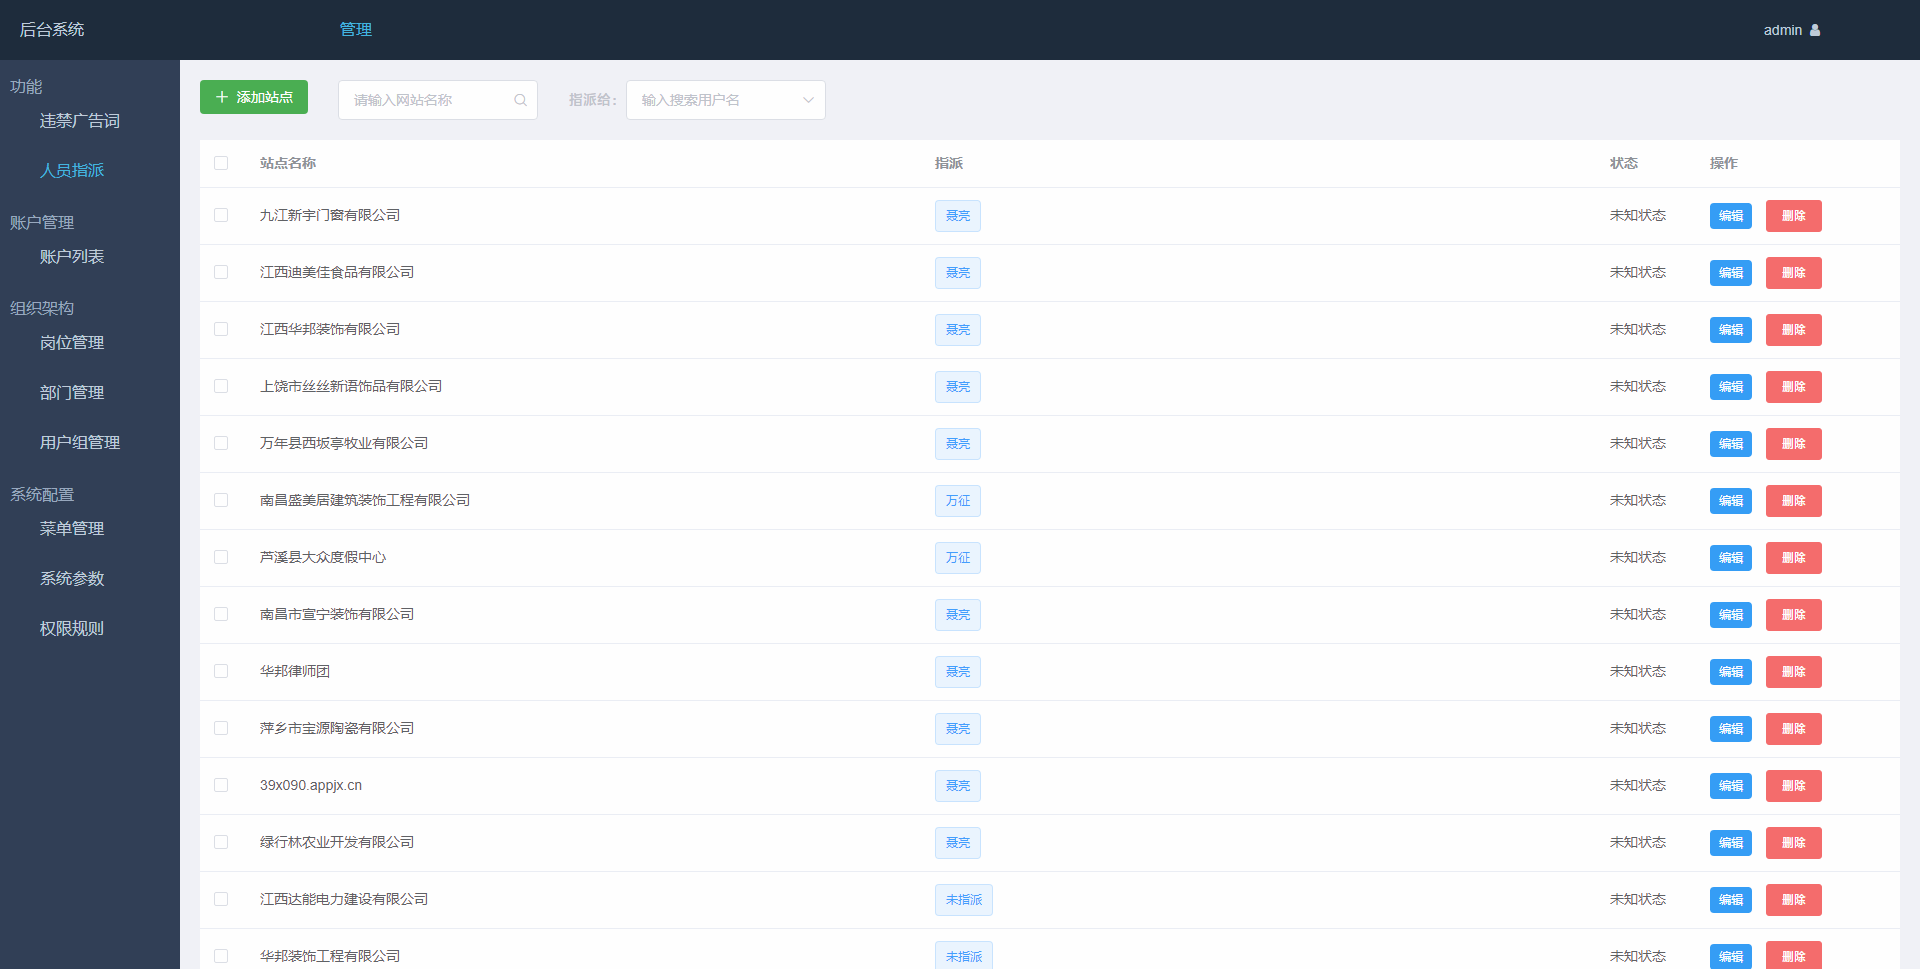 后台系统
管理
admin
功能
违禁广告词
人员指派
账户管理
账户列表
组织架构
岗位管理
部门管理
用户组管理
系统配置
菜单管理
系统参数
权限规则
添加站点
请输入网站名称
指派给:
输入搜索用户名
站点名称 指派 状态 操作
九江新宇门窗有限公司 聂亮 未知状态 编辑 删除
江西迪美佳食品有限公司 聂亮 未知状态 编辑 删除
江西华邦装饰有限公司 聂亮 未知状态 编辑 删除
上饶市丝丝新语饰品有限公司 聂亮 未知状态 编辑 删除
万年县西坂亭牧业有限公司 聂亮 未知状态 编辑 删除
南昌盛美居建筑装饰工程有限公司 万征 未知状态 编辑 删除
芦溪县大众度假中心 万征 未知状态 编辑 删除
南昌市宣宁装饰有限公司 聂亮 未知状态 编辑 删除
华邦律师团 聂亮 未知状态 编辑 删除
萍乡市宝源陶瓷有限公司 聂亮 未知状态 编辑 删除
39x090.appjx.cn 聂亮 未知状态 编辑 删除
绿行林农业开发有限公司 聂亮 未知状态 编辑 删除
江西达能电力建设有限公司 未指派 未知状态 编辑 删除
华邦装饰工程有限公司 未指派 未知状态 编辑 删除